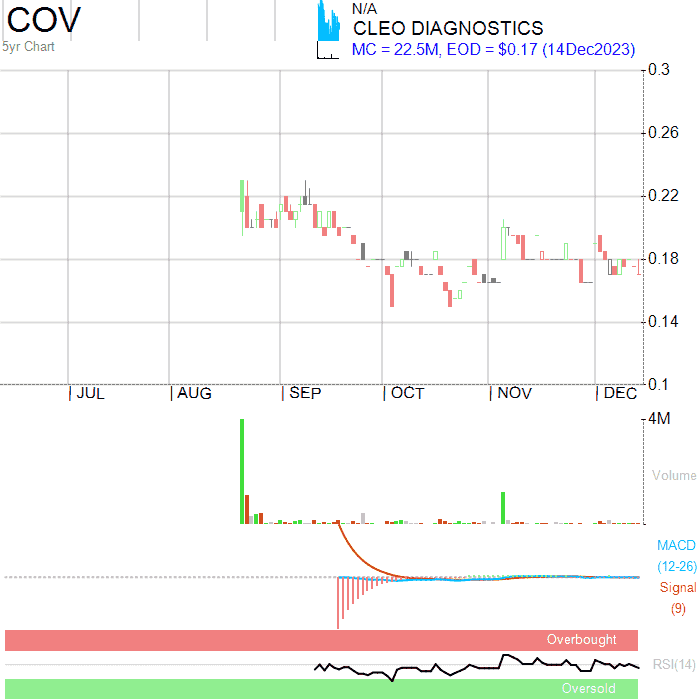 COV
5yr Chart
N/A
CLEO DIAGNOSTICS
MC = 22.5M, EOD = $0.17 (14Dec2023)
0.3
0.26
0.22
0.18
0.14
0.1
JUL AUG SEP OCT NOV DEC
4M
Volume
MACD
(12-26)
Signal
(9)
Overbought
RSI(14)
Oversold